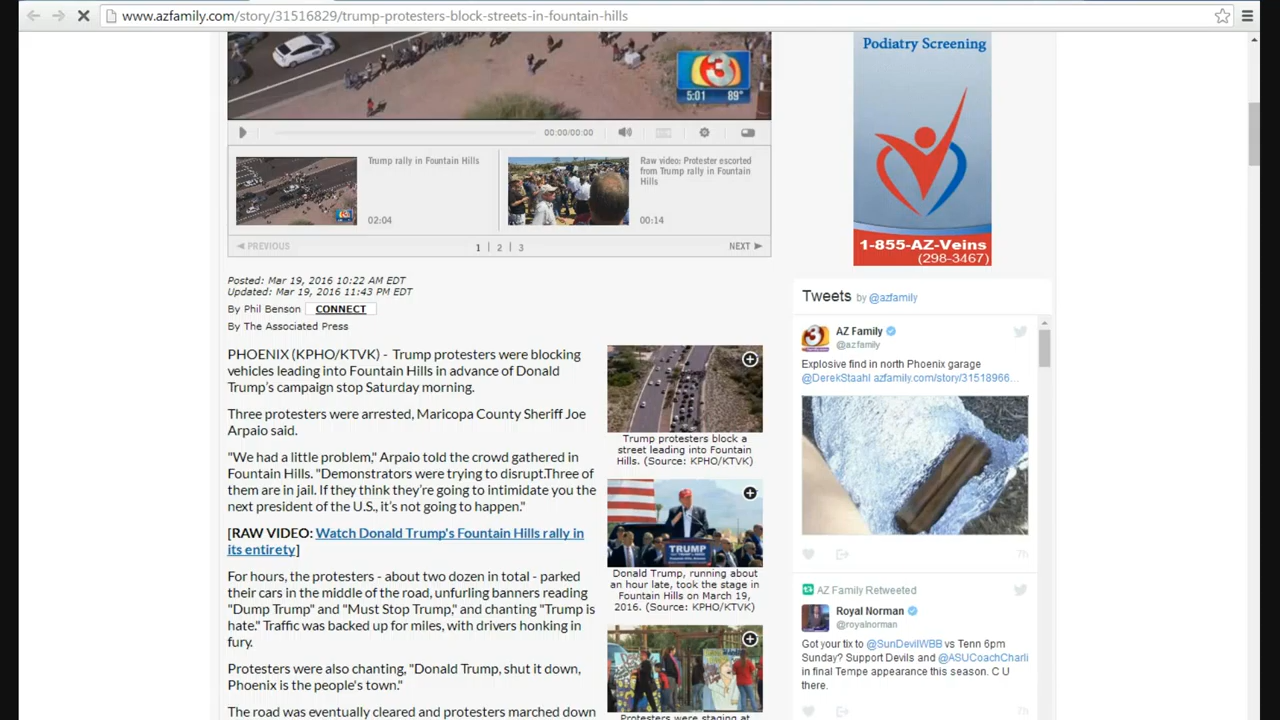 www.azfamily.com/story/31516829/trump-protesters-block-streets-in-fountain-hills
3
5:01 89°
00:00/00:00
Trump rally in Fountain Hills
02:04
Raw video: Protester escorted
from Trump rally in Fountain
Hills
00:14
PREVIOUS
1 | 2 | 3
NEXT
Posted: Mar 19, 2016 10:22 AM EDT
Updated: Mar 19, 2016 11:43 PM EDT
By Phil Benson CONNECT
By The Associated Press
PHOENIX (KPHO/KTVK) - Trump protesters were blocking
vehicles leading into Fountain Hills in advance of Donald
Trump's campaign stop Saturday morning.
Three protesters were arrested, Maricopa County Sheriff Joe
Arpaio said.
"We had a little problem," Arpaio told the crowd gathered in
Fountain Hills. "Demonstrators were trying to disrupt.Three of
them are in jail. If they think they're going to intimidate you the
next president of the U.S., it's not going to happen."
[RAW VIDEO: Watch Donald Trump's Fountain Hills rally in
its entirety]
For hours, the protesters - about two dozen in total - parked
their cars in the middle of the road, unfurling banners reading
"Dump Trump" and "Must Stop Trump," and chanting "Trump is
hate." Traffic was backed up for miles, with drivers honking in
fury.
Protesters were also chanting, "Donald Trump, shut it down,
Phoenix is the people's town."
The road was eventually cleared and protesters marched down
Trump protesters block a
street leading into Fountain
Hills. (Source: KPHO/KTVK)
TRUMP
Donald Trump, running about
an hour late, took the stage in
Fountain Hills on March 19,
2016. (Source: KPHO/KTVK)
Protesters were staging at
Podiatry Screening
1-855-AZ-Veins
(298-3467)
Tweets by @azfamily
AZ Family
@azfamily
Explosive find in north Phoenix garage
@DerekStaahl azfamily.com/story/31518966...
7h
AZ Family Retweeted
Royal Norman
@royalnorman
Got your tix to @SunDevilWBB vs Tenn 6pm
Sunday? Support Devils and @ASUCoachCharli
in final Tempe appearance this season. C U
there.
7h